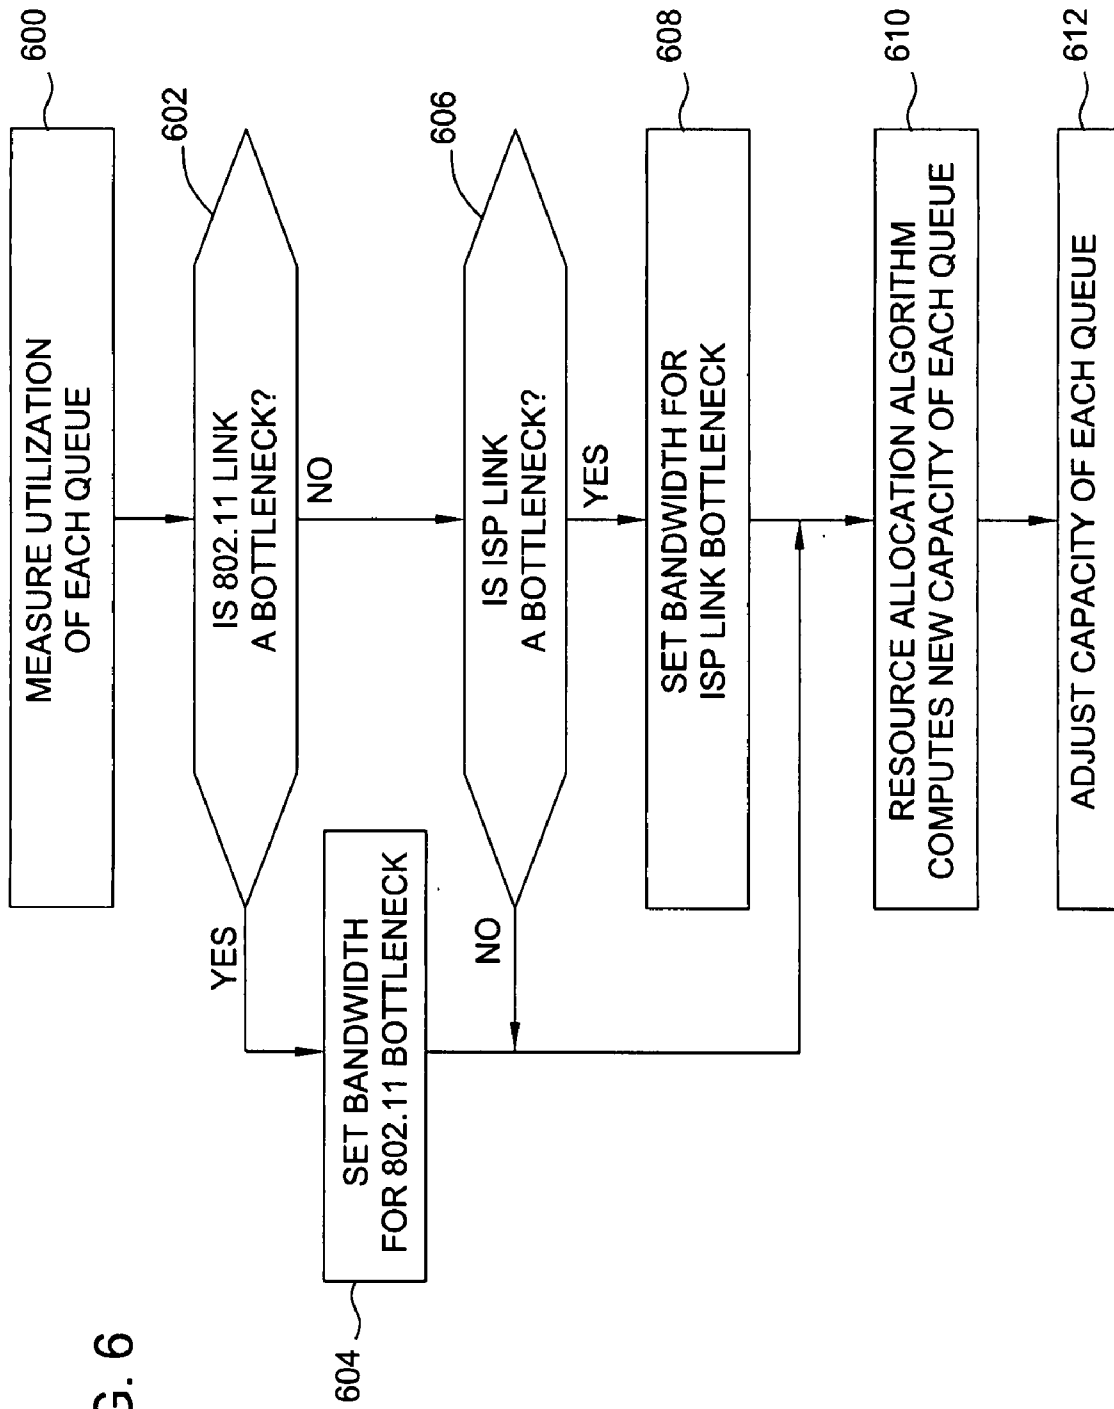 600
MEASURE UTILIZATION
OF EACH QUEUE
602
IS 802.11 LINK
A BOTTLENECK?
YES
NO
SET BANDWIDTH
FOR 802.11 BOTTLENECK
604
606
IS ISP LINK
A BOTTLENECK?
NO
YES
608
SET BANDWIDTH FOR
ISP LINK BOTTLENECK
610
RESOURCE ALLOCATION ALGORITHM
COMPUTES NEW CAPACITY OF EACH QUEUE
612
ADJUST CAPACITY OF EACH QUEUE
G. 6